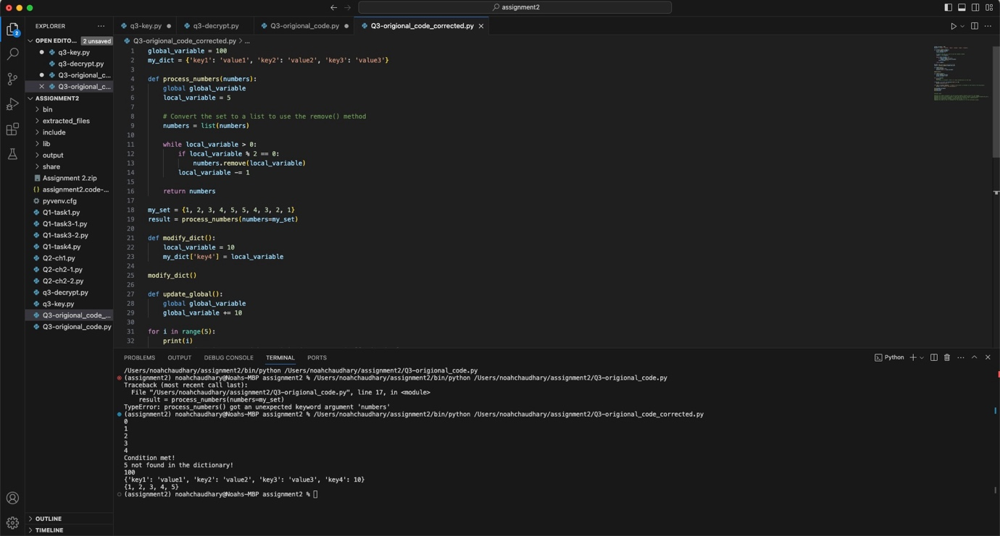 assignment2
EXPLORER
OPEN EDITO... 2 unsaved
q3-key.py
q3-decrypt.py
Q3-origional_c...
Q3-origional_c...
ASSIGNMENT2
bin
extracted_files
include
lib
output
share
Assignment 2.zip
assignment2.code-...
pyvenv.cfg
Q1-task1.py
Q1-task3-1.py
Q1-task3-2.py
Q1-task4.py
Q2-ch1.py
Q2-ch2-1.py
Q2-ch2-2.py
q3-decrypt.py
q3-key.py
Q3-origional_code_...
Q3-origional_code.py
OUTLINE
TIMELINE
2
q3-key.py q3-decrypt.py Q3-origional_code.py Q3-origional_code_corrected.py
Q3-origional_code_corrected.py > ...
1 global_variable = 100
2 my_dict = {'key1': 'value1', 'key2': 'value2', 'key3': 'value3'}
3
4 def process_numbers(numbers):
5 global global_variable
6 local_variable = 5
7
8 # Convert the set to a list to use the remove() method
9 numbers = list(numbers)
10
11 while local_variable > 0:
12 if local_variable % 2 == 0:
13 numbers.remove(local_variable)
14 local_variable -= 1
15
16 return numbers
17
18 my_set = {1, 2, 3, 4, 5, 5, 4, 3, 2, 1}
19 result = process_numbers(numbers=my_set)
20
21 def modify_dict():
22 local_variable = 10
23 my_dict['key4'] = local_variable
24
25 modify_dict()
26
27 def update_global():
28 global global_variable
29 global_variable += 10
30
31 for i in range(5):
32 print(i)
PROBLEMS OUTPUT DEBUG CONSOLE TERMINAL PORTS Python
/Users/noahchaudhary/assignment2/bin/python /Users/noahchaudhary/assignment2/Q3-origional_code.py
(assignment2) noahchaudhary@Noahs-MBP assignment2 % /Users/noahchaudhary/assignment2/bin/python /Users/noahchaudhary/assignment2/Q3-origional_code.py
Traceback (most recent call last):
File "/Users/noahchaudhary/assignment2/Q3-origional_code.py", line 17, in <module>
result = process_numbers(numbers=my_set)
TypeError: process_numbers() got an unexpected keyword argument 'numbers'
(assignment2) noahchaudhary@Noahs-MBP assignment2 % /Users/noahchaudhary/assignment2/bin/python /Users/noahchaudhary/assignment2/Q3-origional_code_corrected.py
0
1
2
3
4
Condition met!
5 not found in the dictionary!
100
{'key1': 'value1', 'key2': 'value2', 'key3': 'value3', 'key4': 10}
{1, 2, 3, 4, 5}
(assignment2) noahchaudhary@Noahs-MBP assignment2 %